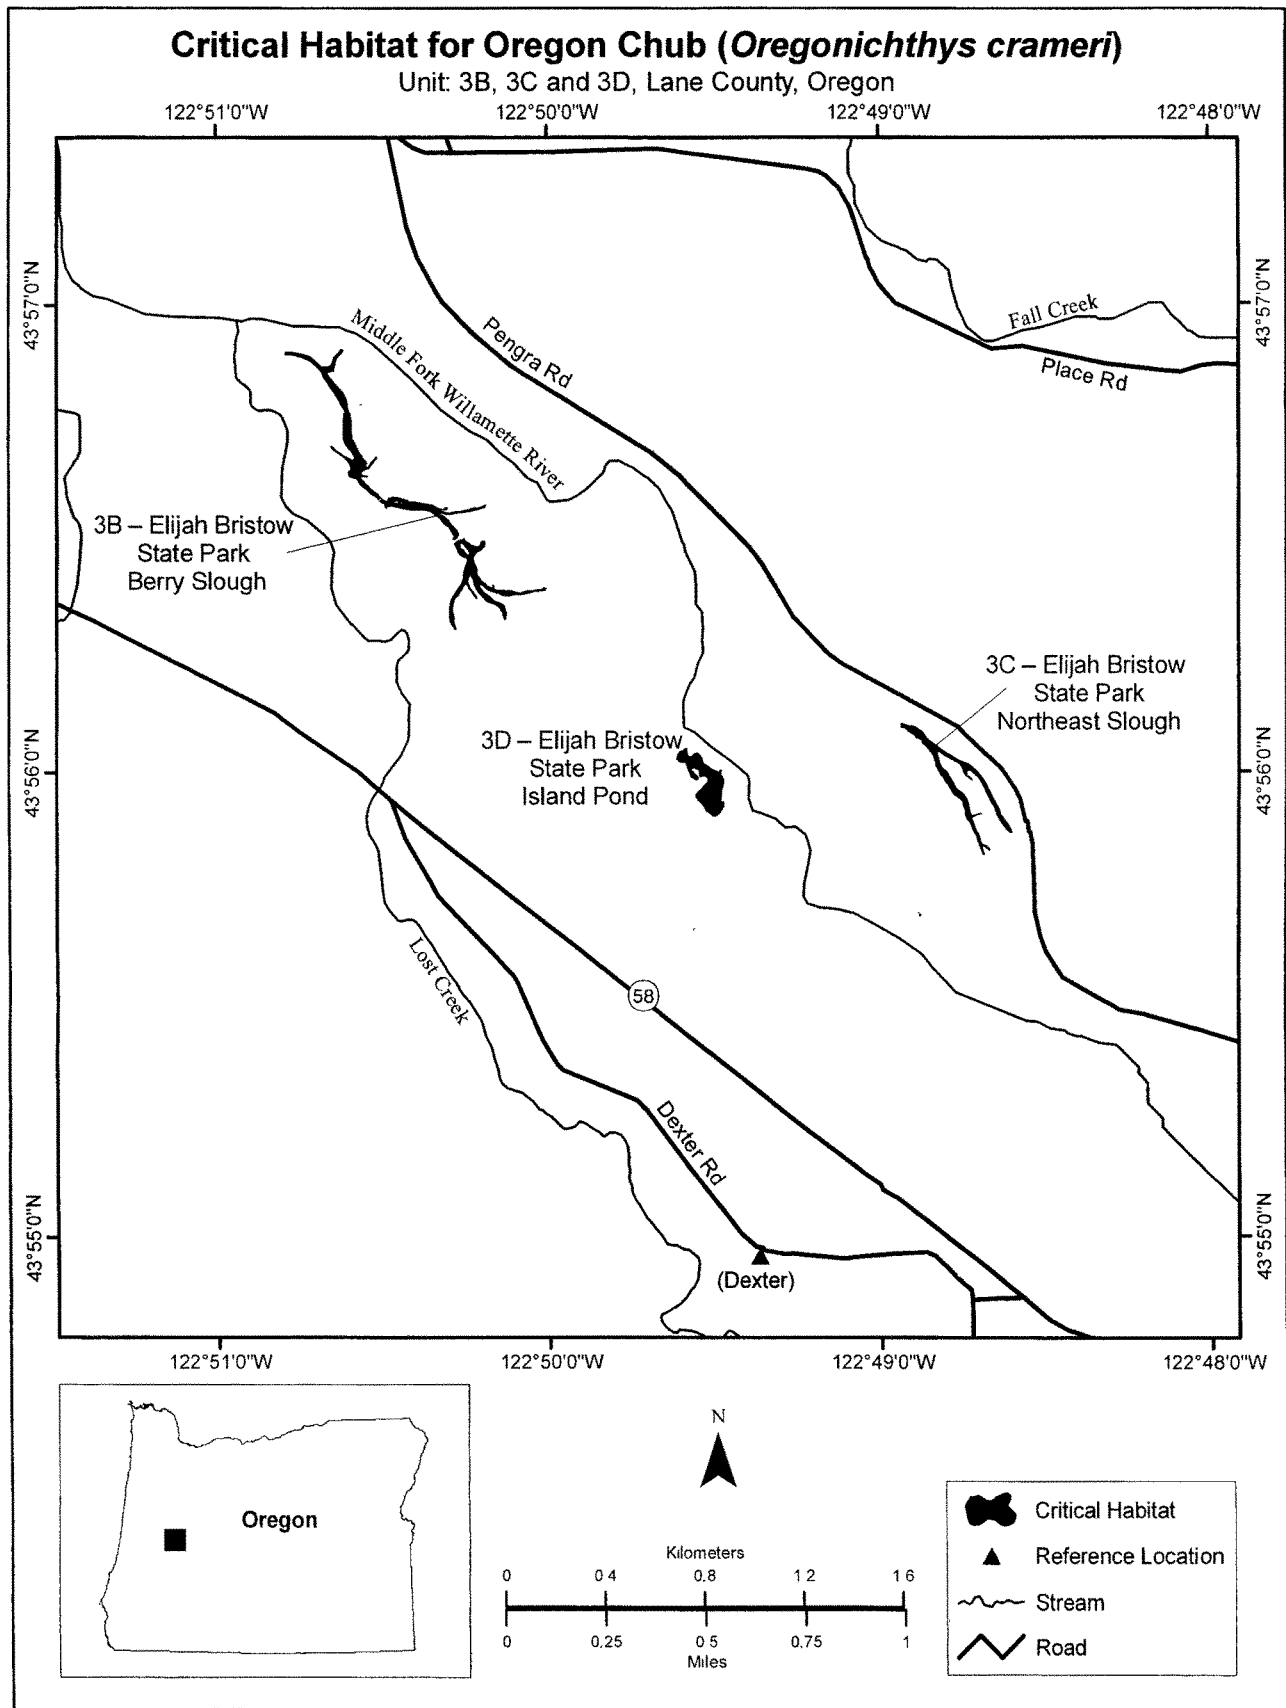 Critical Habitat for Oregon Chub (Oregonichthys crameri)
Unit: 3B, 3C and 3D, Lane County, Oregon
122°51'0"W 122°50'0"W 122°49'0"W 122°48'0"W
43°57'0"N
43°57'0"N
Fall Creek
Place Rd
Pengra Rd
Middle Fork Willamette River
3B – Elijah Bristow
State Park
Berry Slough
3C – Elijah Bristow
State Park
Northeast Slough
3D – Elijah Bristow
State Park
Island Pond
43°56'0"N
43°56'0"N
Lost Creek
58
Dexter Rd
(Dexter)
43°55'0"N
43°55'0"N
122°51'0"W 122°50'0"W 122°49'0"W 122°48'0"W
Oregon
N
Kilometers
0 0 4 0.8 1 2 1 6
0 0.25 0 5 0.75 1
Miles
Critical Habitat
Reference Location
Stream
Road